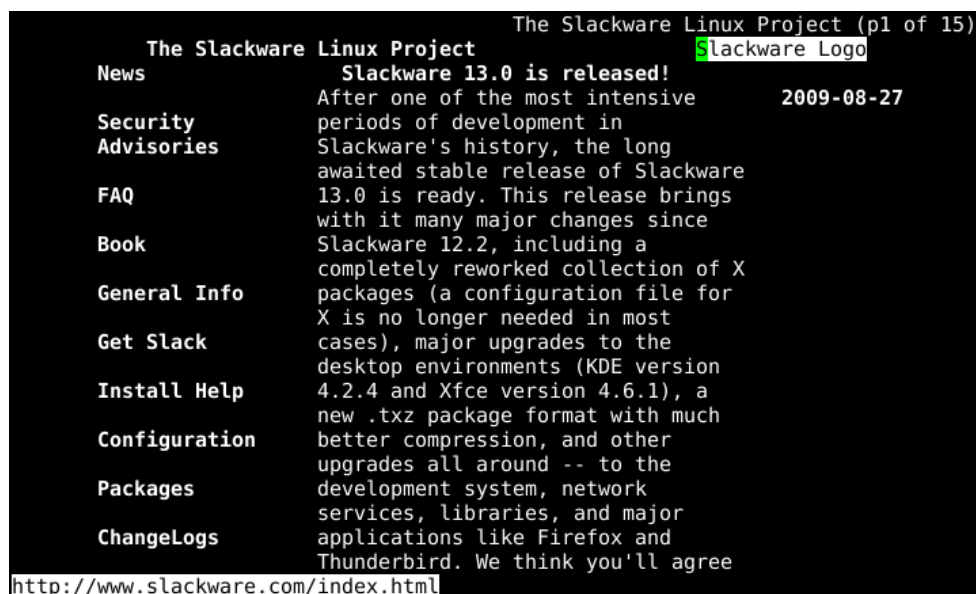 The Slackware Linux Project (p1 of 15)
The Slackware Linux Project Slackware Logo
News Slackware 13.0 is released!
After one of the most intensive 2009-08-27
Security periods of development in
Advisories Slackware's history, the long
awaited stable release of Slackware
FAQ 13.0 is ready. This release brings
with it many major changes since
Book Slackware 12.2, including a
completely reworked collection of X
General Info packages (a configuration file for
X is no longer needed in most
Get Slack cases), major upgrades to the
desktop environments (KDE version
Install Help 4.2.4 and Xfce version 4.6.1), a
new .txz package format with much
Configuration better compression, and other
upgrades all around -- to the
Packages development system, network
services, libraries, and major
ChangeLogs applications like Firefox and
Thunderbird. We think you'll agree
http://www.slackware.com/index.html